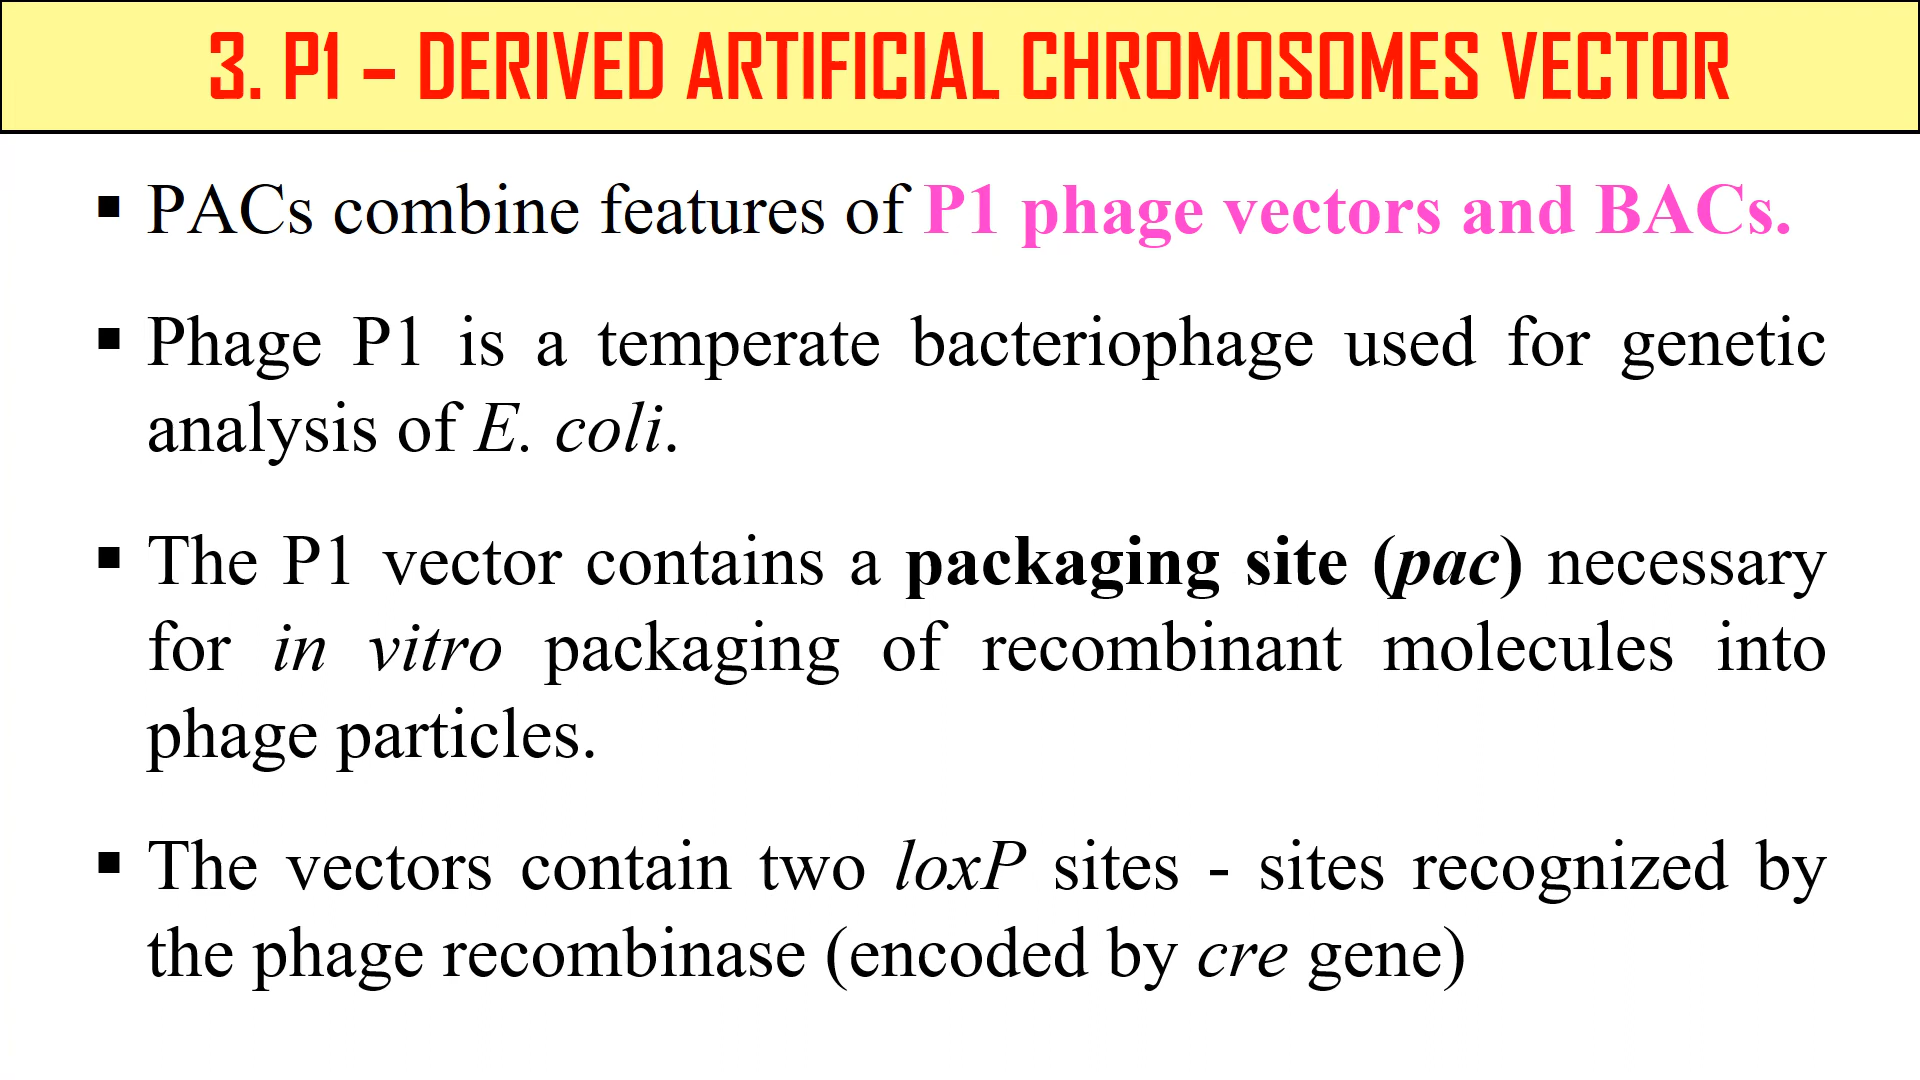 3. P1 – DERIVED ARTIFICIAL CHROMOSOMES VECTOR
▪ PACs combine features of P1 phage vectors and BACs.
▪ Phage P1 is a temperate bacteriophage used for genetic
analysis of E. coli.
▪ The P1 vector contains a packaging site (pac) necessary
for in vitro packaging of recombinant molecules into
phage particles.
▪ The vectors contain two loxP sites - sites recognized by
the phage recombinase (encoded by cre gene)